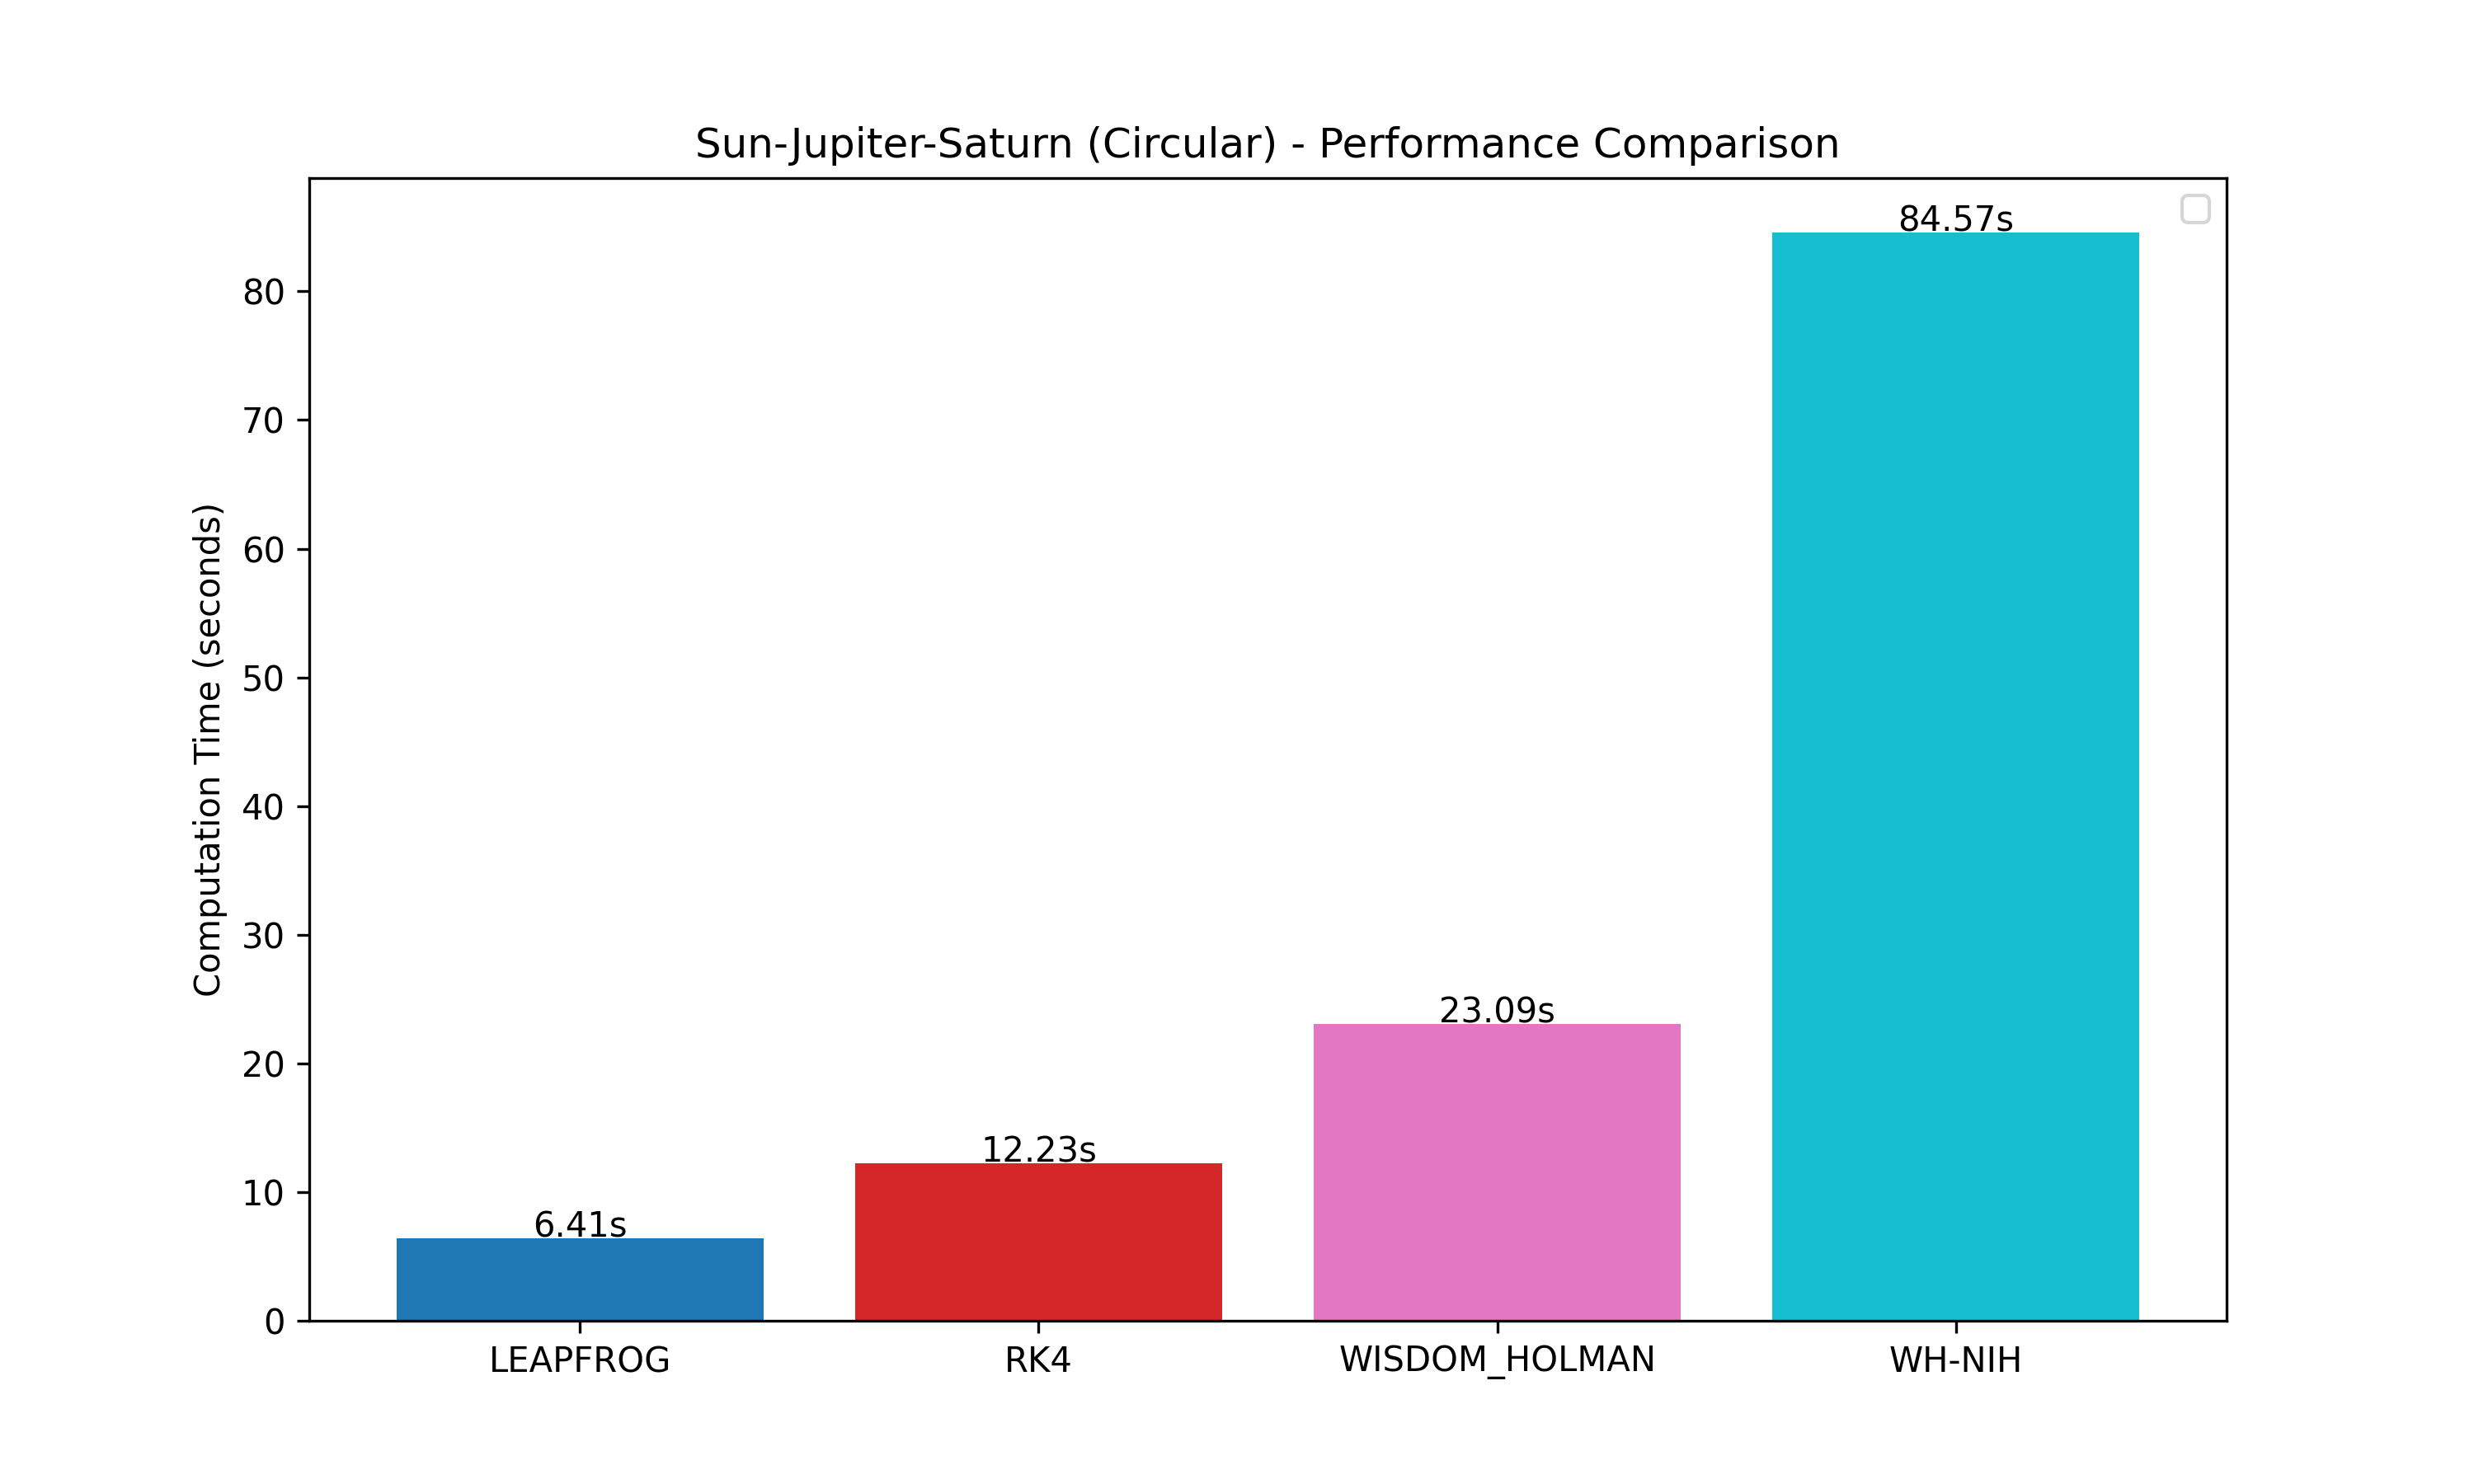 Sun-Jupiter-Saturn (Circular) - Performance Comparison
Computation Time (seconds)
80
70
60
50
40
30
20
10
0
6.41s
12.23s
23.09s
84.57s
LEAPFROG
RK4
WISDOM_HOLMAN
WH-NIH